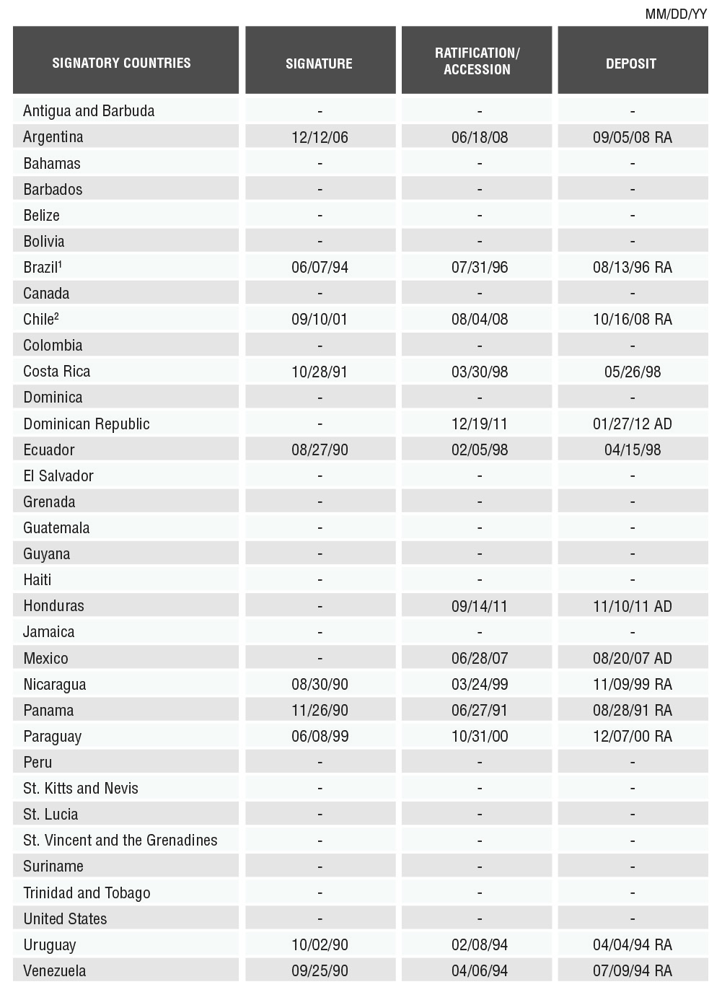 MM/DD/YY
SIGNATORY COUNTRIES SIGNATURE RATIFICATION/ ACCESSION DEPOSIT
Antigua and Barbuda - - -
Argentina 12/12/06 06/18/08 09/05/08 RA
Bahamas - - -
Barbados - - -
Belize - - -
Bolivia - - -
Brazil¹ 06/07/94 07/31/96 08/13/96 RA
Canada - - -
Chile² 09/10/01 08/04/08 10/16/08 RA
Colombia - - -
Costa Rica 10/28/91 03/30/98 05/26/98
Dominica - - -
Dominican Republic - 12/19/11 01/27/12 AD
Ecuador 08/27/90 02/05/98 04/15/98
El Salvador - - -
Grenada - - -
Guatemala - - -
Guyana - - -
Haiti - - -
Honduras - 09/14/11 11/10/11 AD
Jamaica - - -
Mexico - 06/28/07 08/20/07 AD
Nicaragua 08/30/90 03/24/99 11/09/99 RA
Panama 11/26/90 06/27/91 08/28/91 RA
Paraguay 06/08/99 10/31/00 12/07/00 RA
Peru - - -
St. Kitts and Nevis - - -
St. Lucia - - -
St. Vincent and the Grenadines - - -
Suriname - - -
Trinidad and Tobago - - -
United States - - -
Uruguay 10/02/90 02/08/94 04/04/94 RA
Venezuela 09/25/90 04/06/94 07/09/94 RA